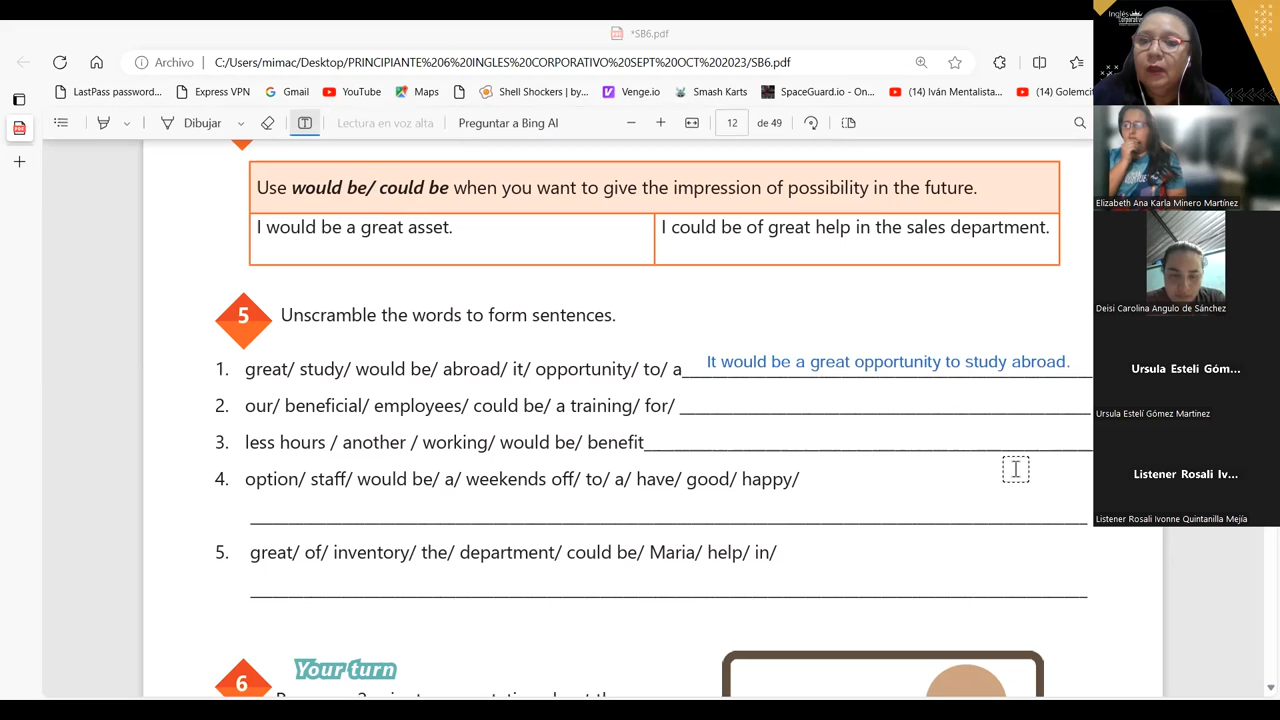 *SB6.pdf
Archivo
C:/Users/mimac/Desktop/PRINCIPIANTE%206%20INGLES%20CORPORATIVO%20SEPT%20OCT%202023/SB6.pdf
LastPass password...
Express VPN
Gmail
YouTube
Maps
Shell Shockers | by...
Venge.io
Smash Karts
SpaceGuard.io - On...
(14) Iván Mentalista...
(14) Golemcit
Dibujar
Lectura en voz alta
Preguntar a Bing AI
12
de 49
Use would be/ could be when you want to give the impression of possibility in the future.
I would be a great asset.
I could be of great help in the sales department.
5 Unscramble the words to form sentences.
1. great/ study/ would be/ abroad/ it/ opportunity/ to/ a It would be a great opportunity to study abroad.
2. our/ beneficial/ employees/ could be/ a training/ for/
3. less hours / another / working/ would be/ benefit
4. option/ staff/ would be/ a/ weekends off/ to/ a/ have/ good/ happy/
5. great/ of/ inventory/ the/ department/ could be/ Maria/ help/ in/
6 Your turn
Inglés
Corporativo
Elizabeth Ana Karla Minero Martínez
Deisi Carolina Angulo de Sánchez
Ursula Estelí Góm...
Ursula Estelí Gómez Martinez
Listener Rosali Iv...
Listener Rosali Ivonne Quintanilla Mejía